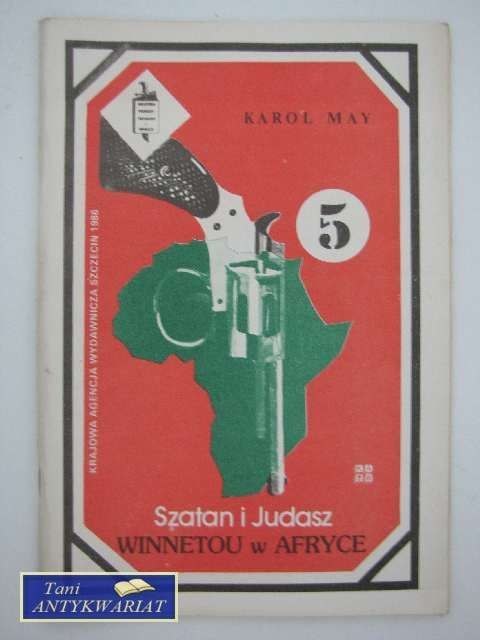 KAROL MAY
5
KRAJOWA AGENCJA WYDAWNICZA SZCZECIN 1986
Szatan i Judasz
WINNETOU w AFRYCE
Tani
ANTYKWARIAT